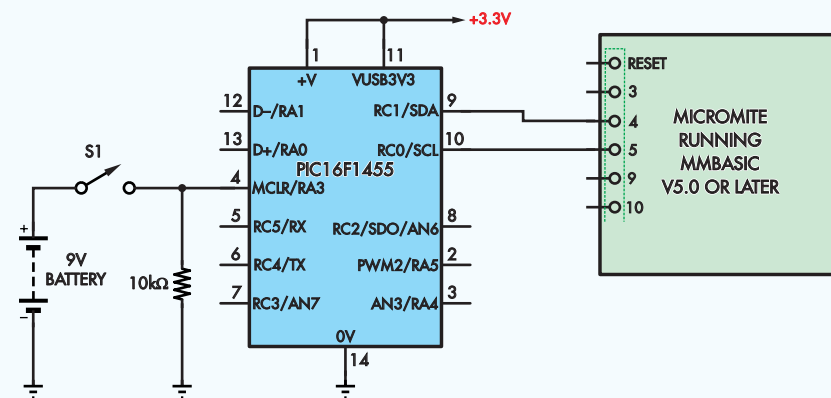 +3.3V
1
11
+V
VUSB3V3
12
D–/RA1
RC1/SDA
9
13
D+/RA0
RC0/SCL
10
PIC16F1455
S1
4
MCLR/RA3
5
RC5/RX
RC2/SDO/AN6
8
6
RC4/TX
PWM2/RA5
2
7
RC3/AN7
AN3/RA4
3
0V
14
+
9V
BATTERY
–
10kΩ
RESET
3
4
5
9
10
MICROMITE
RUNNING
MMBASIC
V5.0 OR LATER